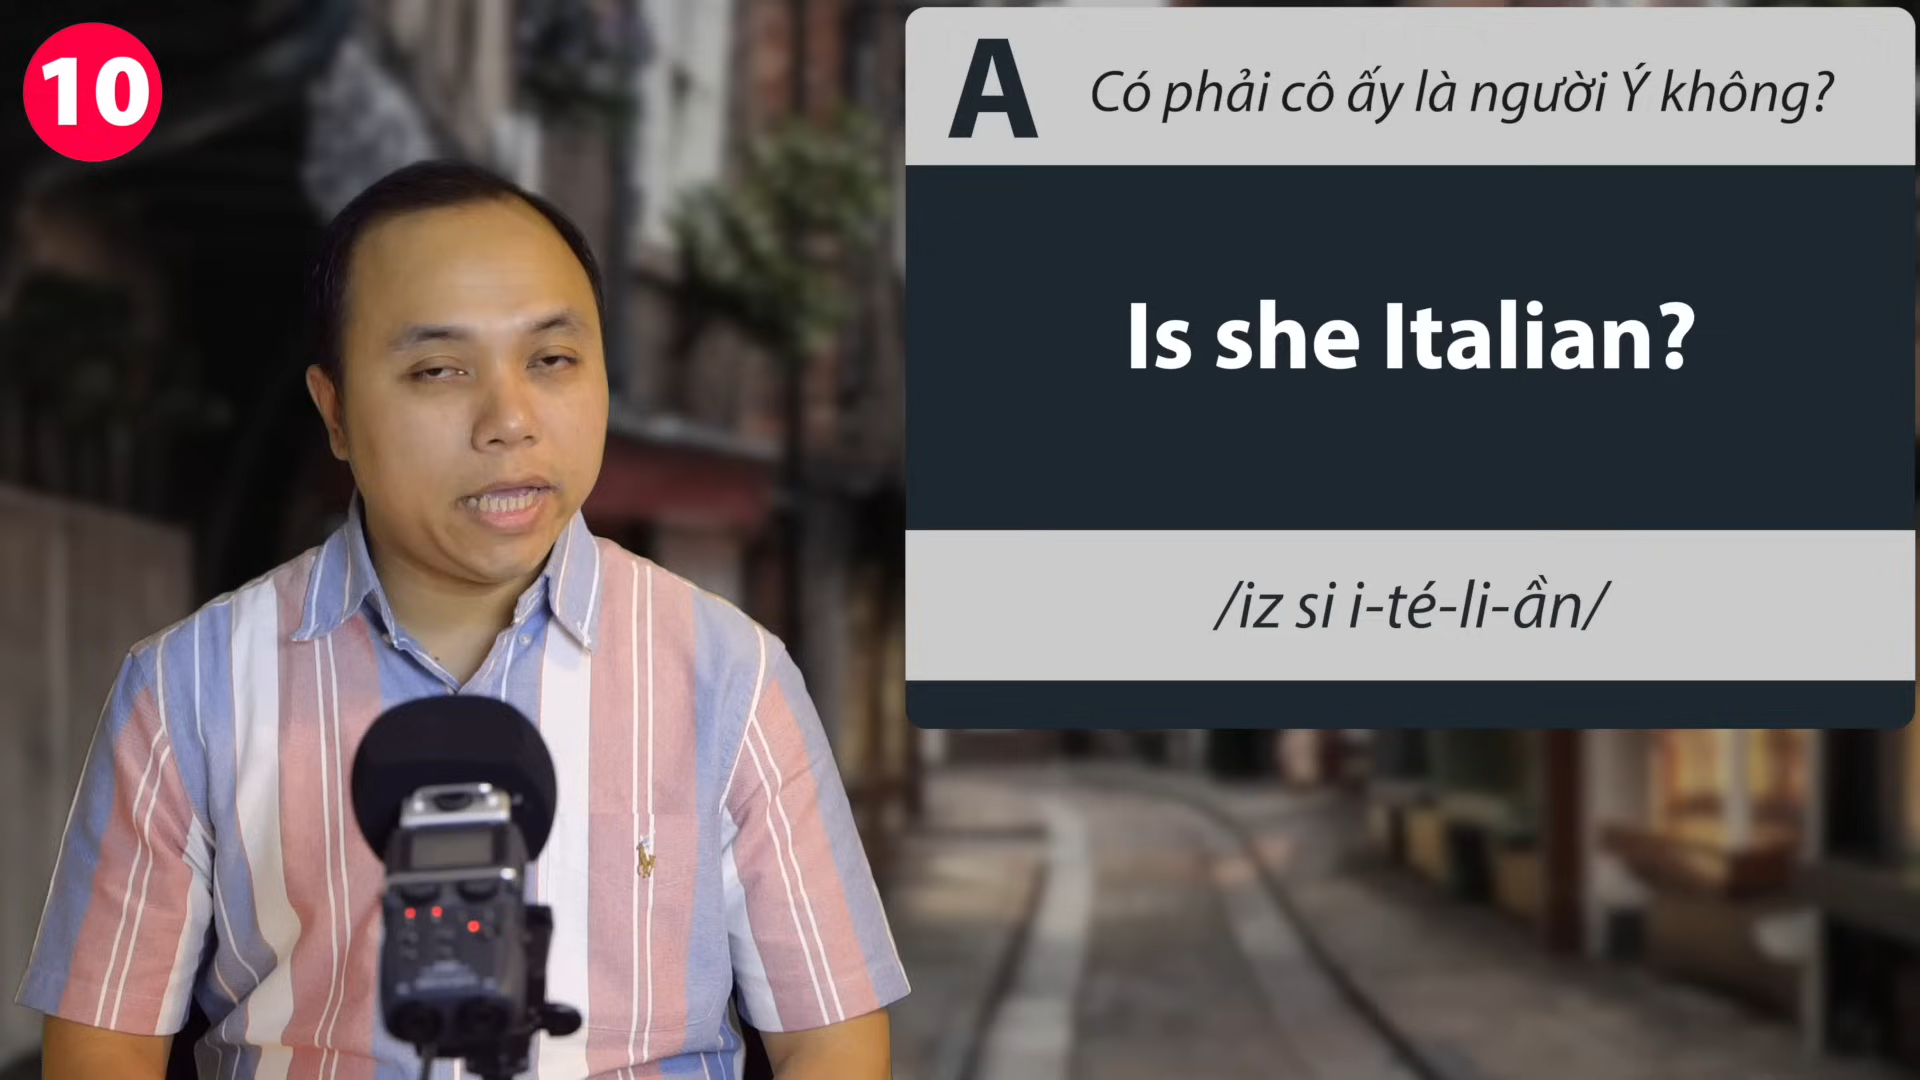 10
A
Có phải cô ấy là người Ý không?
Is she Italian?
/iz si i-té-li-ần/